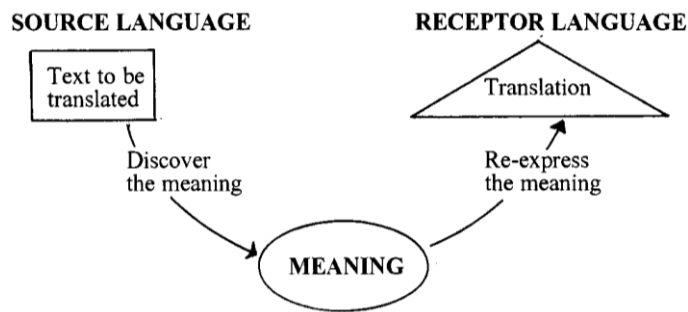 SOURCE LANGUAGE
RECEPTOR LANGUAGE
Text to be
translated
Translation
Discover
the meaning
Re-express
the meaning
MEANING